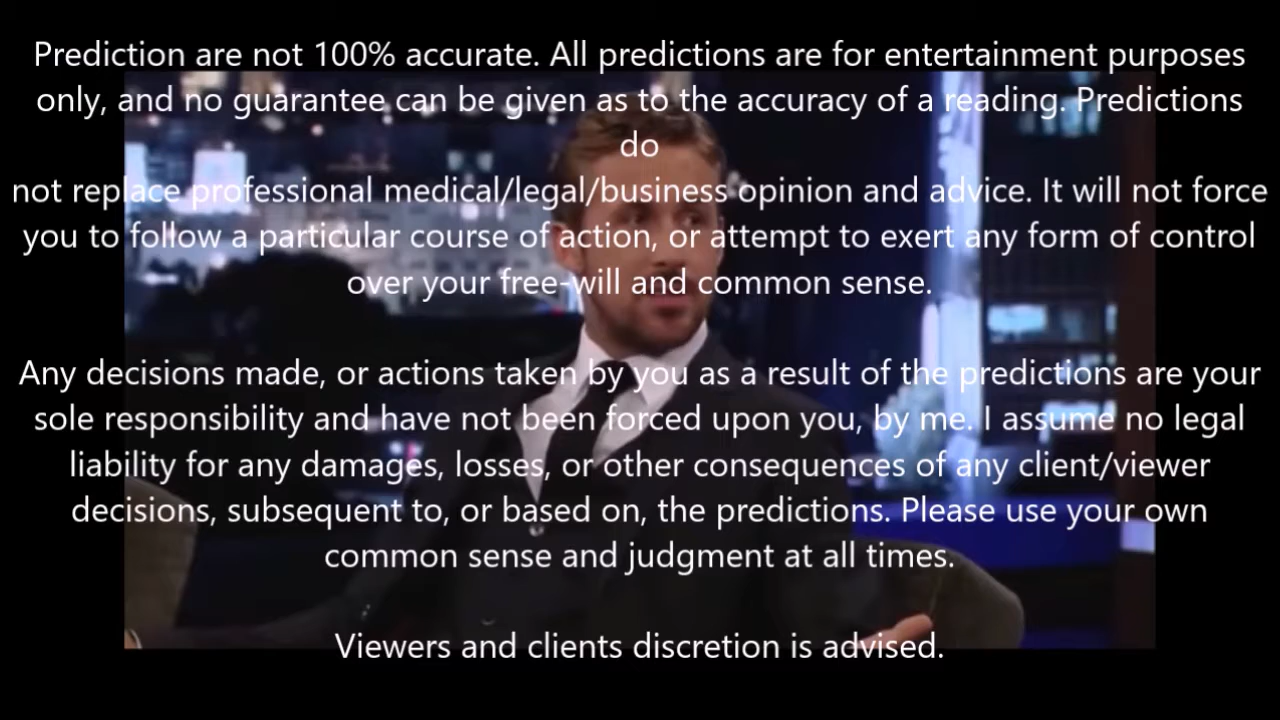 Prediction are not 100% accurate. All predictions are for entertainment purposes
only, and no guarantee can be given as to the accuracy of a reading. Predictions
do
not replace professional medical/legal/business opinion and advice. It will not force
you to follow a particular course of action, or attempt to exert any form of control
over your free-will and common sense.
Any decisions made, or actions taken by you as a result of the predictions are your
sole responsibility and have not been forced upon you, by me. I assume no legal
liability for any damages, losses, or other consequences of any client/viewer
decisions, subsequent to, or based on, the predictions. Please use your own
common sense and judgment at all times.
Viewers and clients discretion is advised.